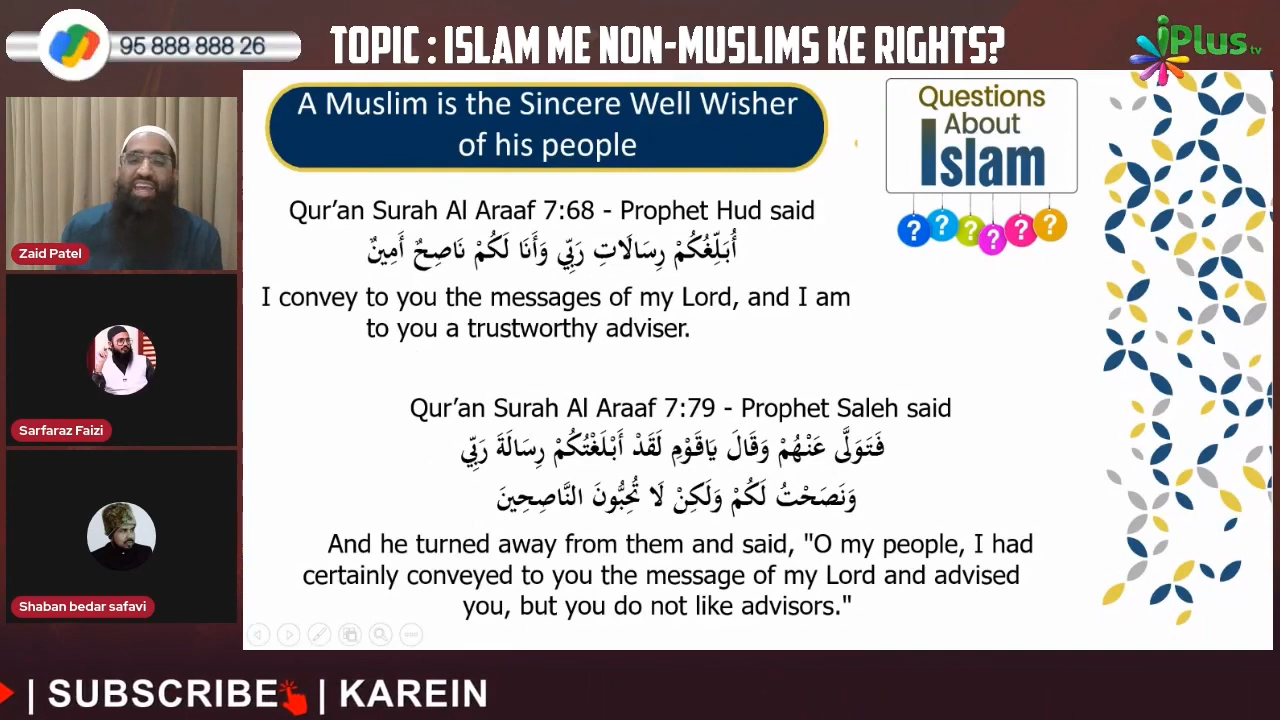 95 888 888 26
TOPIC : ISLAM ME NON-MUSLIMS KE RIGHTS?
iPlus tv
A Muslim is the Sincere Well Wisher
of his people
Questions
About
Islam
Qur'an Surah Al Araaf 7:68 - Prophet Hud said
أُبَلِّغُكُمْ رِسَالَاتِ رَبِّي وَأَنَا لَكُمْ نَاصِحٌ أَمِينٌ
I convey to you the messages of my Lord, and I am
to you a trustworthy adviser.
Qur'an Surah Al Araaf 7:79 - Prophet Saleh said
فَتَوَلَّى عَنْهُمْ وَقَالَ يَاقَوْمِ لَقَدْ أَبْلَغْتُكُمْ رِسَالَةَ رَبِّي
وَنَصَحْتُ لَكُمْ وَلَكِنْ لَا تُحِبُّونَ النَّاصِحِينَ
And he turned away from them and said, "O my people, I had
certainly conveyed to you the message of my Lord and advised
you, but you do not like advisors."
Zaid Patel
Sarfaraz Faizi
Shaban bedar safavi
| SUBSCRIBE | KAREIN